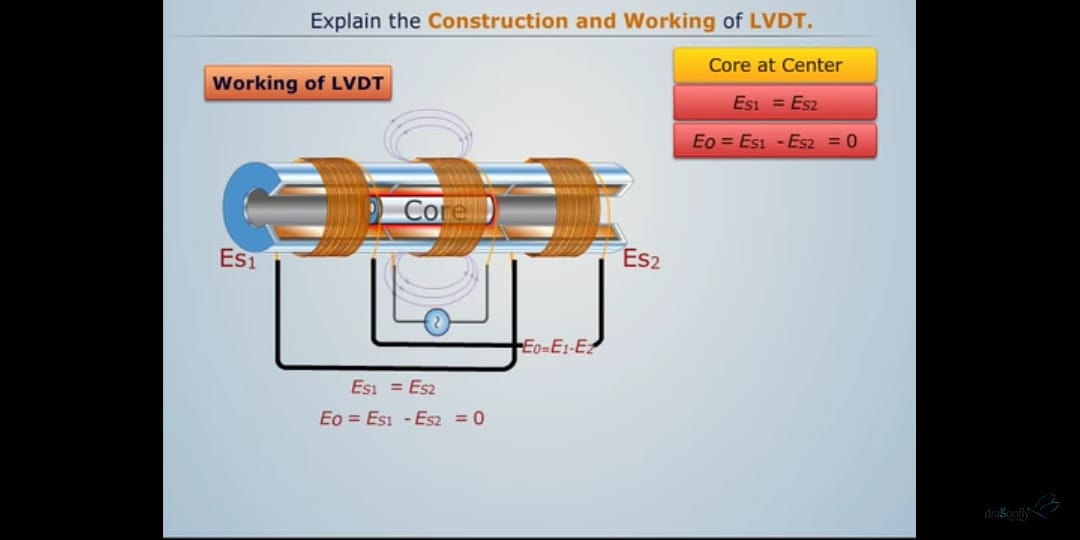 Explain the Construction and Working of LVDT.
Working of LVDT
Core at Center
ES1 = ES2
EO = ES1 - ES2 = 0
Core
ES1
ES2
EO=E1-E2
ES1 = ES2
EO = ES1 - ES2 = 0
dragonfly